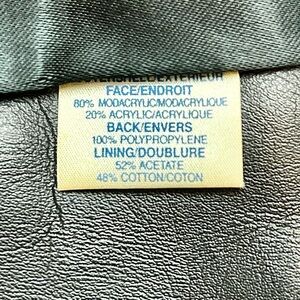 FACE/ENDROIT
80% MODACRYLIC/MODACRYLIQUE
20% ACRYLIC/ACRYLIQUE
BACK/ENVERS
100% POLYPROPYLENE
LINING/DOUBLURE
52% ACETATE
48% COTTON/COTON